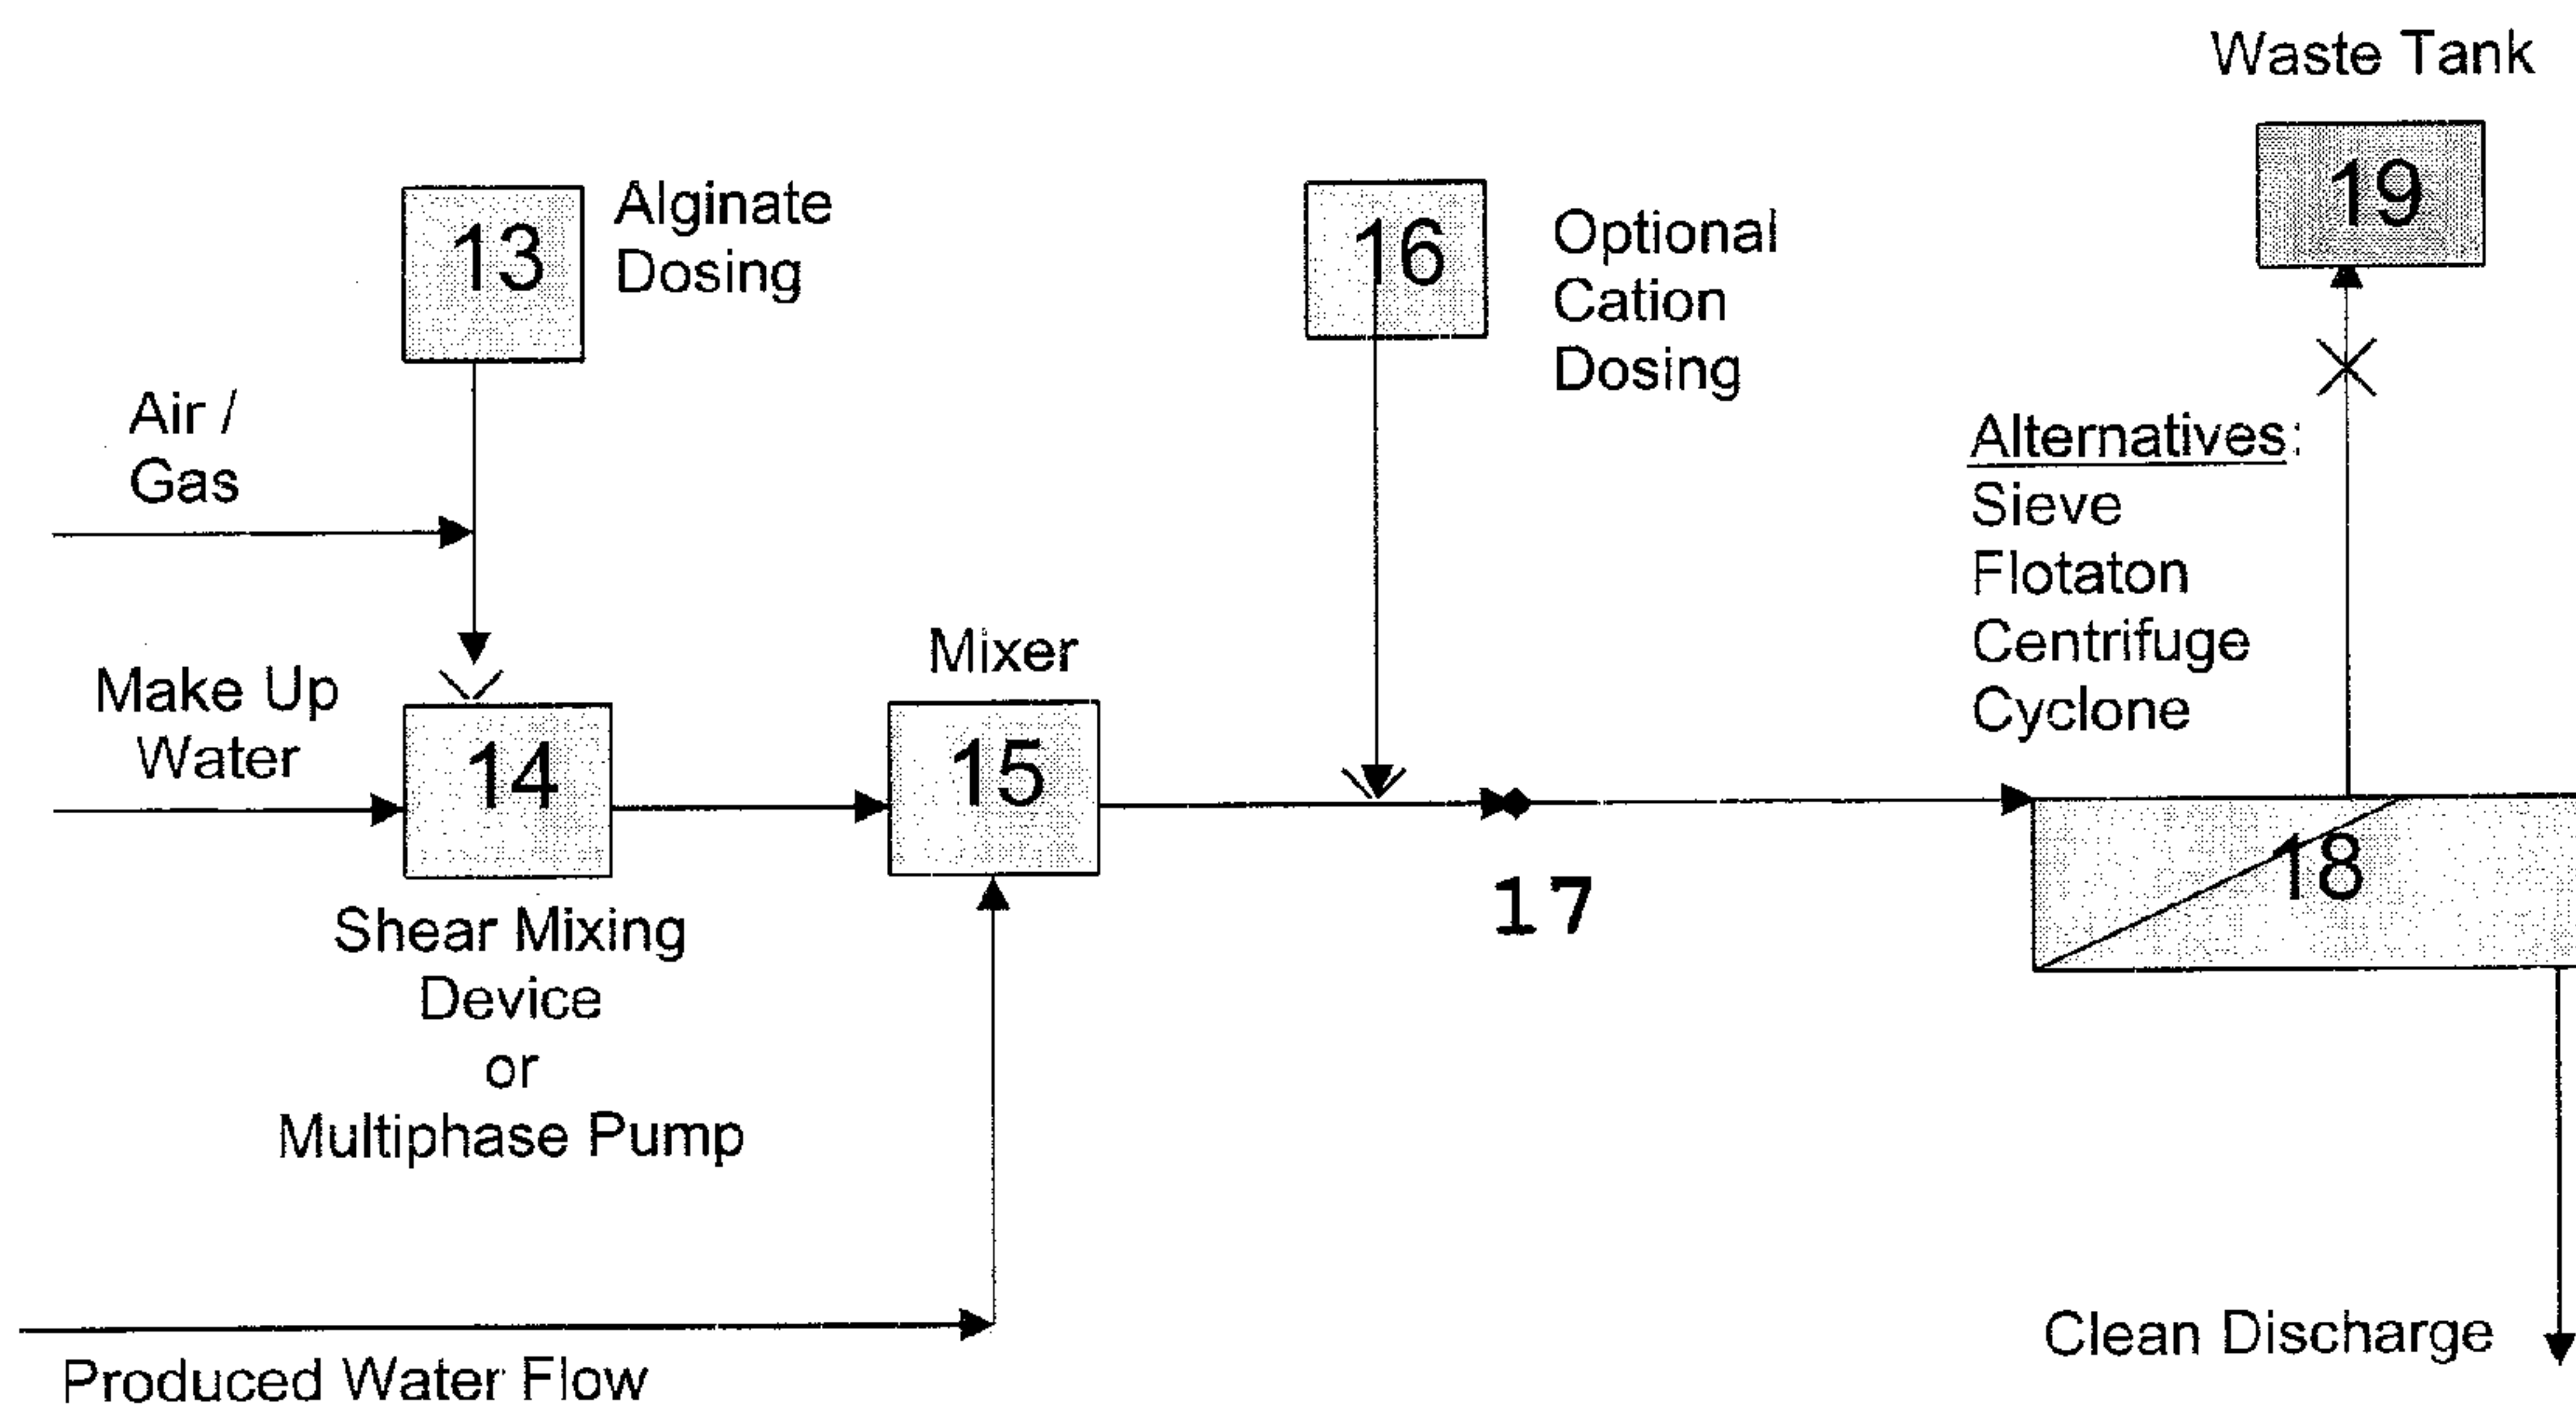 Waste Tank
19
13
Alginate
Dosing
16
Optional
Cation
Dosing
Air /
Gas
Alternatives:
Sieve
Flotaton
Centrifuge
Cyclone
Make Up
Water
14
Mixer
15
17
18
Shear Mixing
Device
or
Multiphase Pump
Clean Discharge
Produced Water Flow